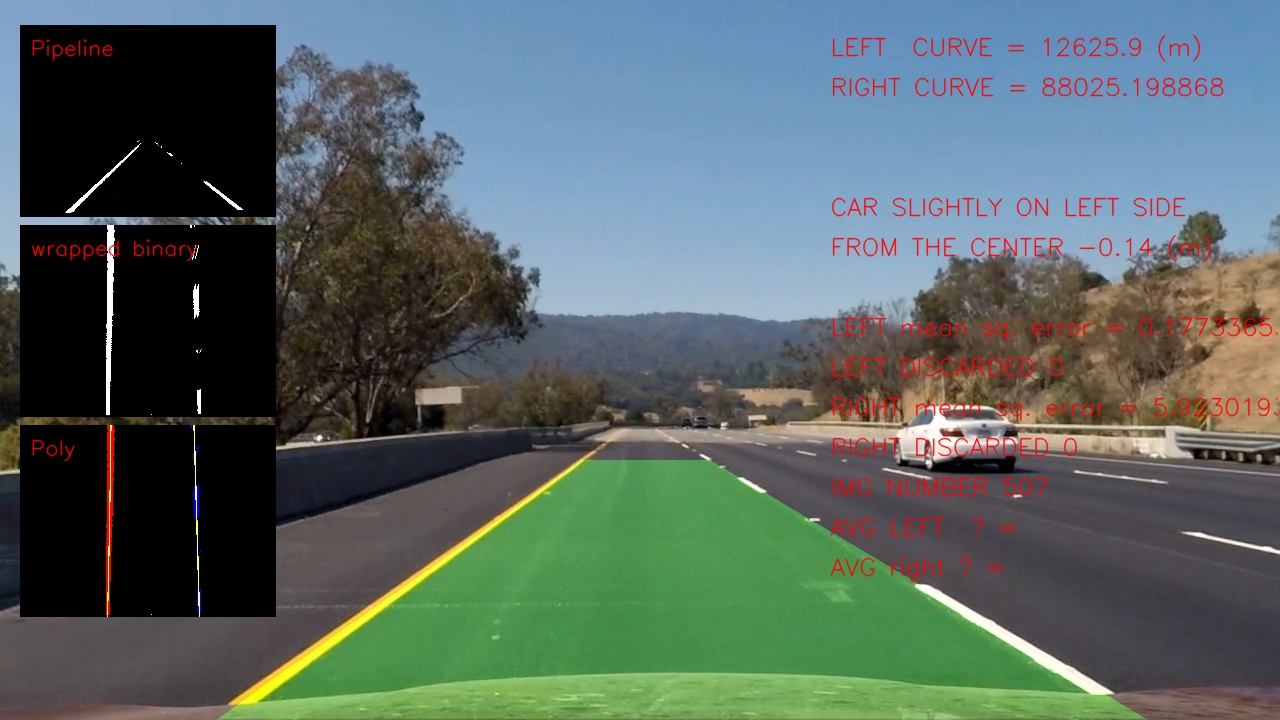 Pipeline
wrapped binary
Poly
LEFT CURVE = 12625.9 (m)
RIGHT CURVE = 88025.198868
CAR SLIGHTLY ON LEFT SIDE
FROM THE CENTER -0.14 (m)
LEFT mean sq. error = 0.1773365.
LEFT DISCARDED 0
RIGHT mean sq. error = 5.923019
RIGHT DISCARDED 0
IMG NUMBER 507
AVG LEFT ? =
AVG right ? =